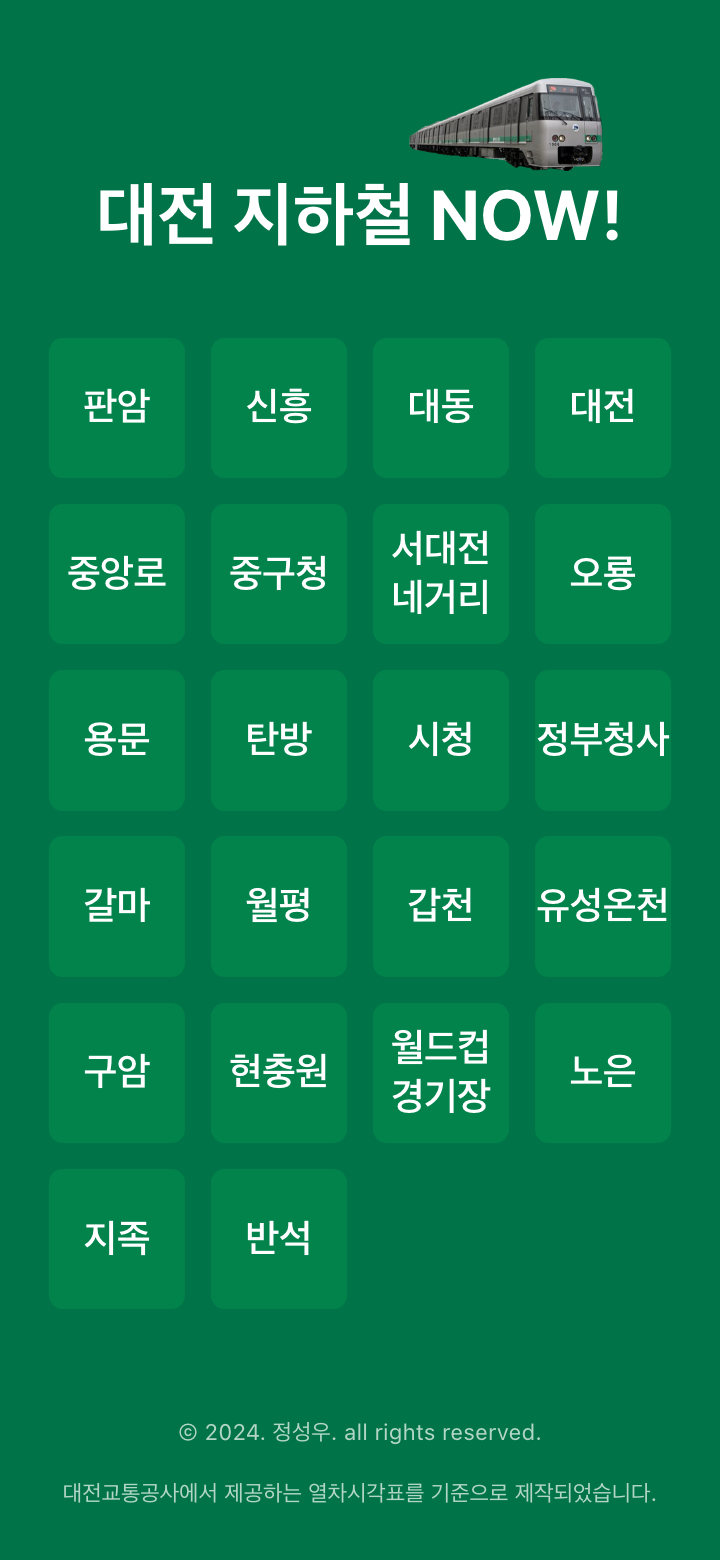 대전 지하철 NOW!
판암
신흥
대동
대전
중앙로
중구청
서대전
네거리
오룡
용문
탄방
시청
정부청사
갈마
월평
갑천
유성온천
구암
현충원
월드컵
경기장
노은
지족
반석
© 2024. 정성우. all rights reserved.
대전교통공사에서 제공하는 열차시각표를 기준으로 제작되었습니다.